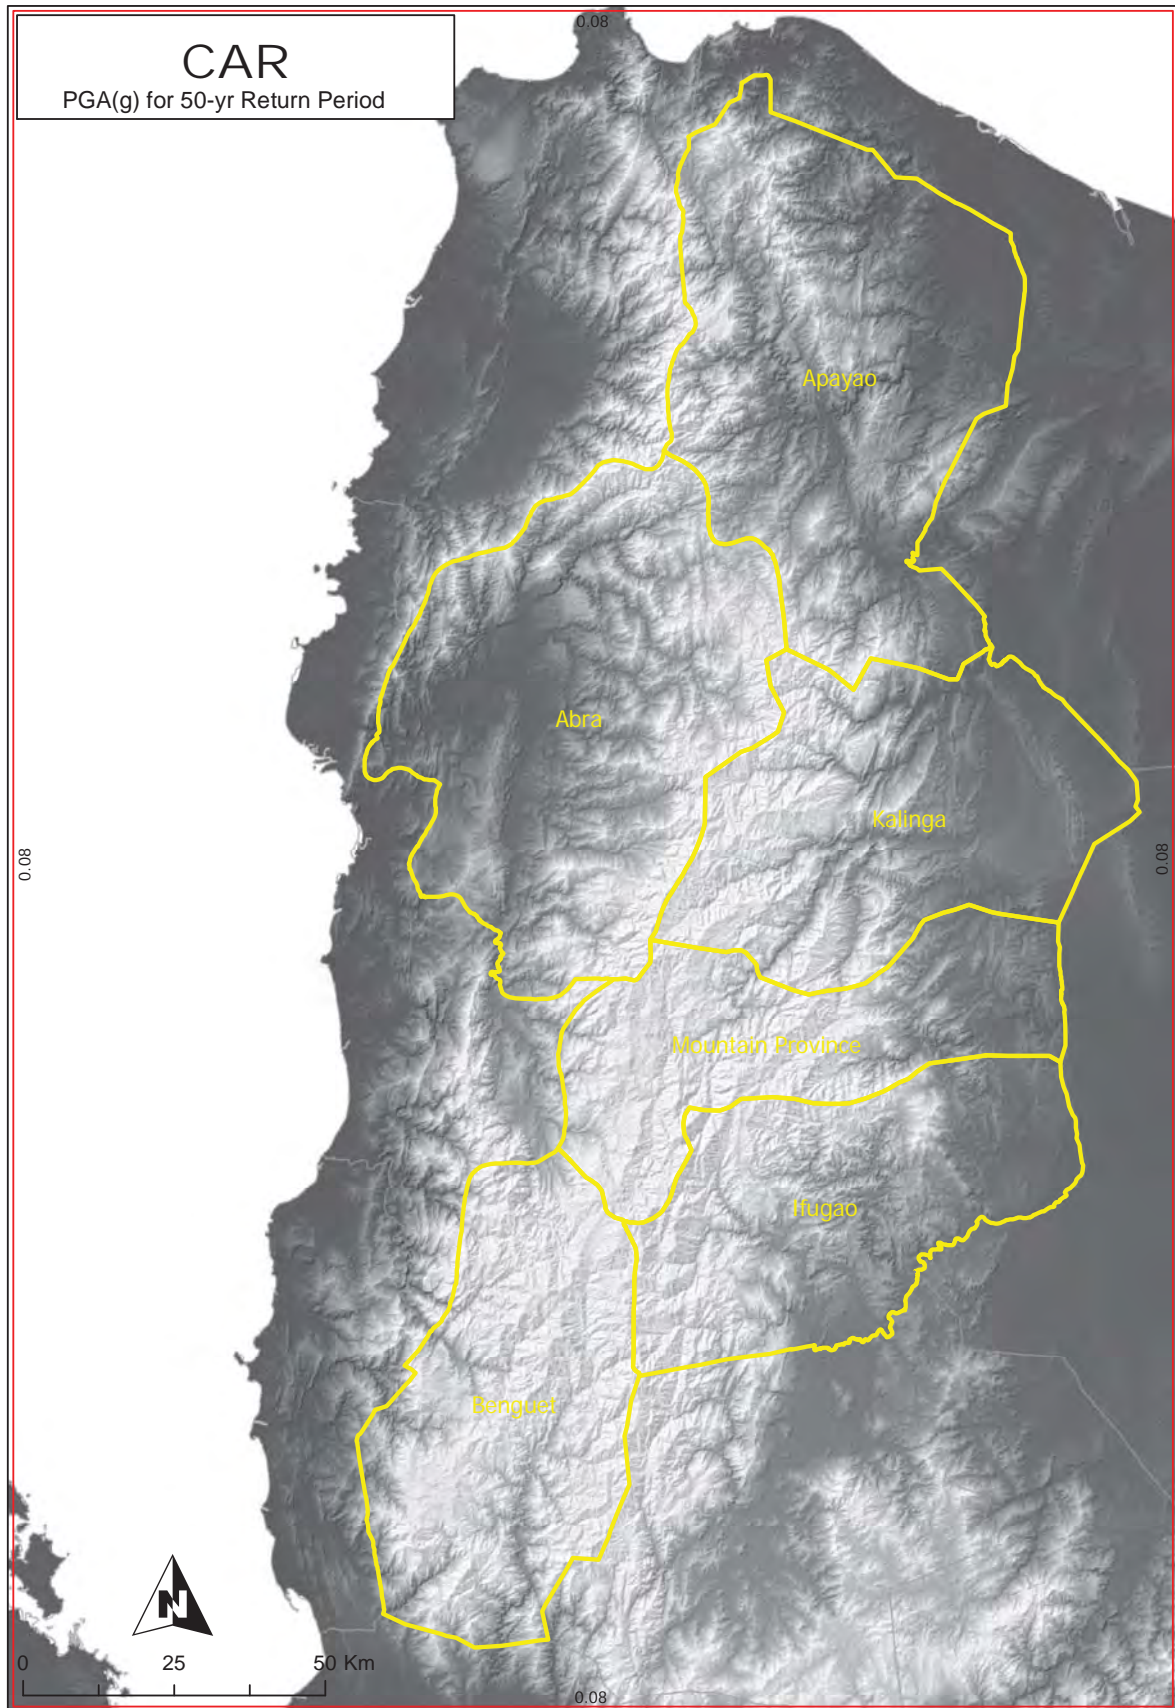 0.08
CAR
PGA(g) for 50-yr Return Period
Apayao
Abra
Kalinga
0.08
0.08
Mountain Province
Ifugao
Benguet
N
0 25 50 Km
0.08